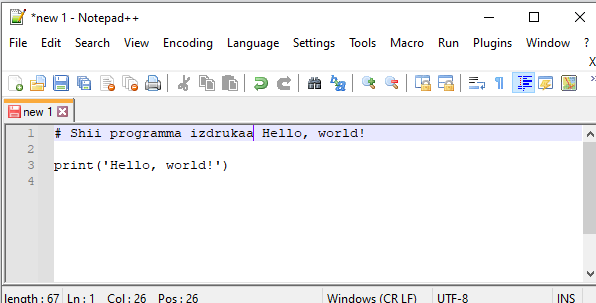 *new 1 - Notepad++
File Edit Search View Encoding Language Settings Tools Macro Run Plugins Window ?
X
new 1
1 # Shii programma izdrukaa Hello, world!
2
3 print('Hello, world!')
4
length : 67 Ln : 1 Col : 26 Pos : 26 Windows (CR LF) UTF-8 INS